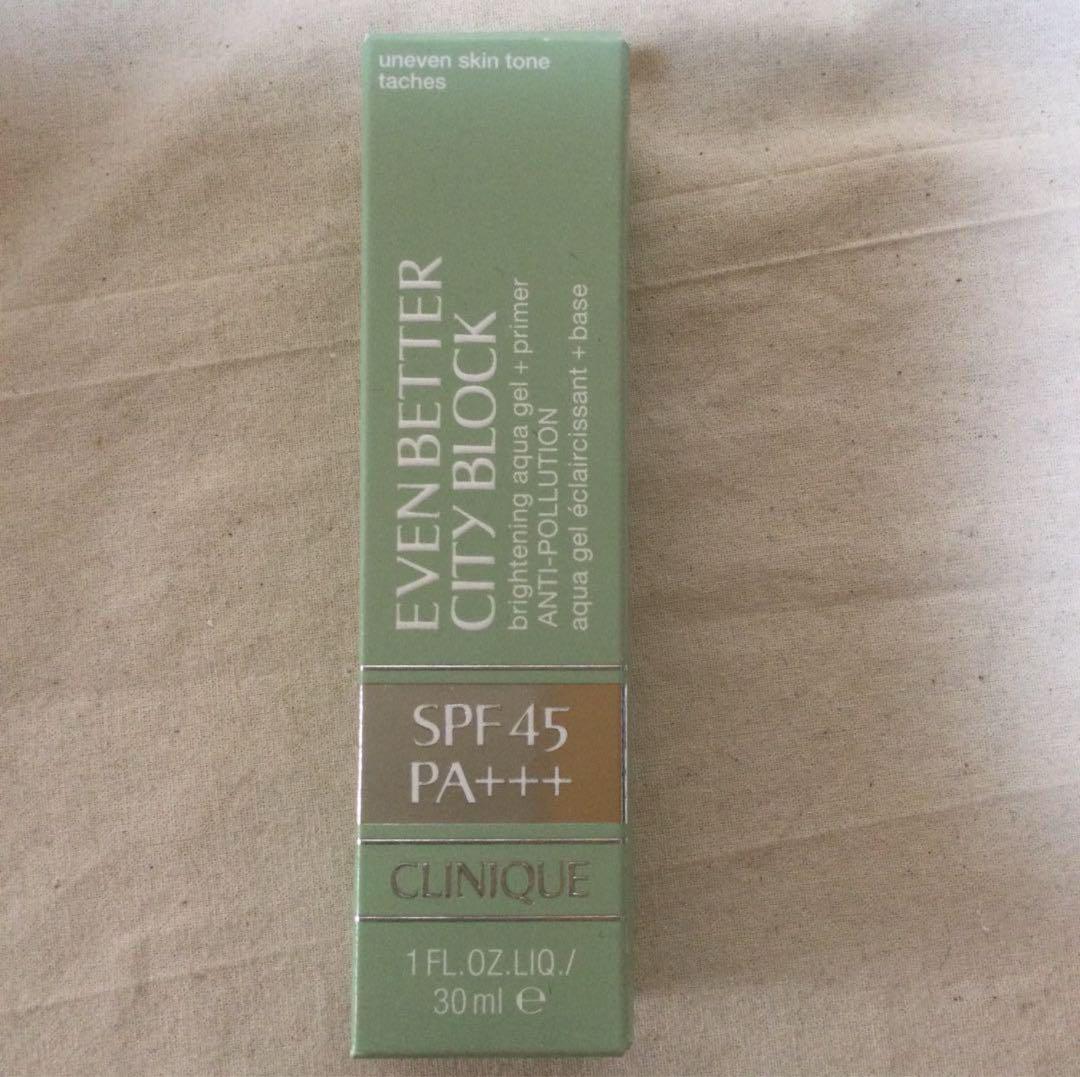 uneven skin tone
taches
EVEN BETTER
CITY BLOCK
brightening aqua gel + primer
ANTI-POLLUTION
aqua gel éclaircissant + base
SPF 45
PA+++
CLINIQUE
1 FL.OZ.LIQ./
30 ml ℮